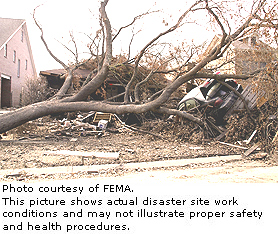 Photo courtesy of FEMA.
This picture shows actual disaster site work
conditions and may not illustrate proper safety
and health procedures.